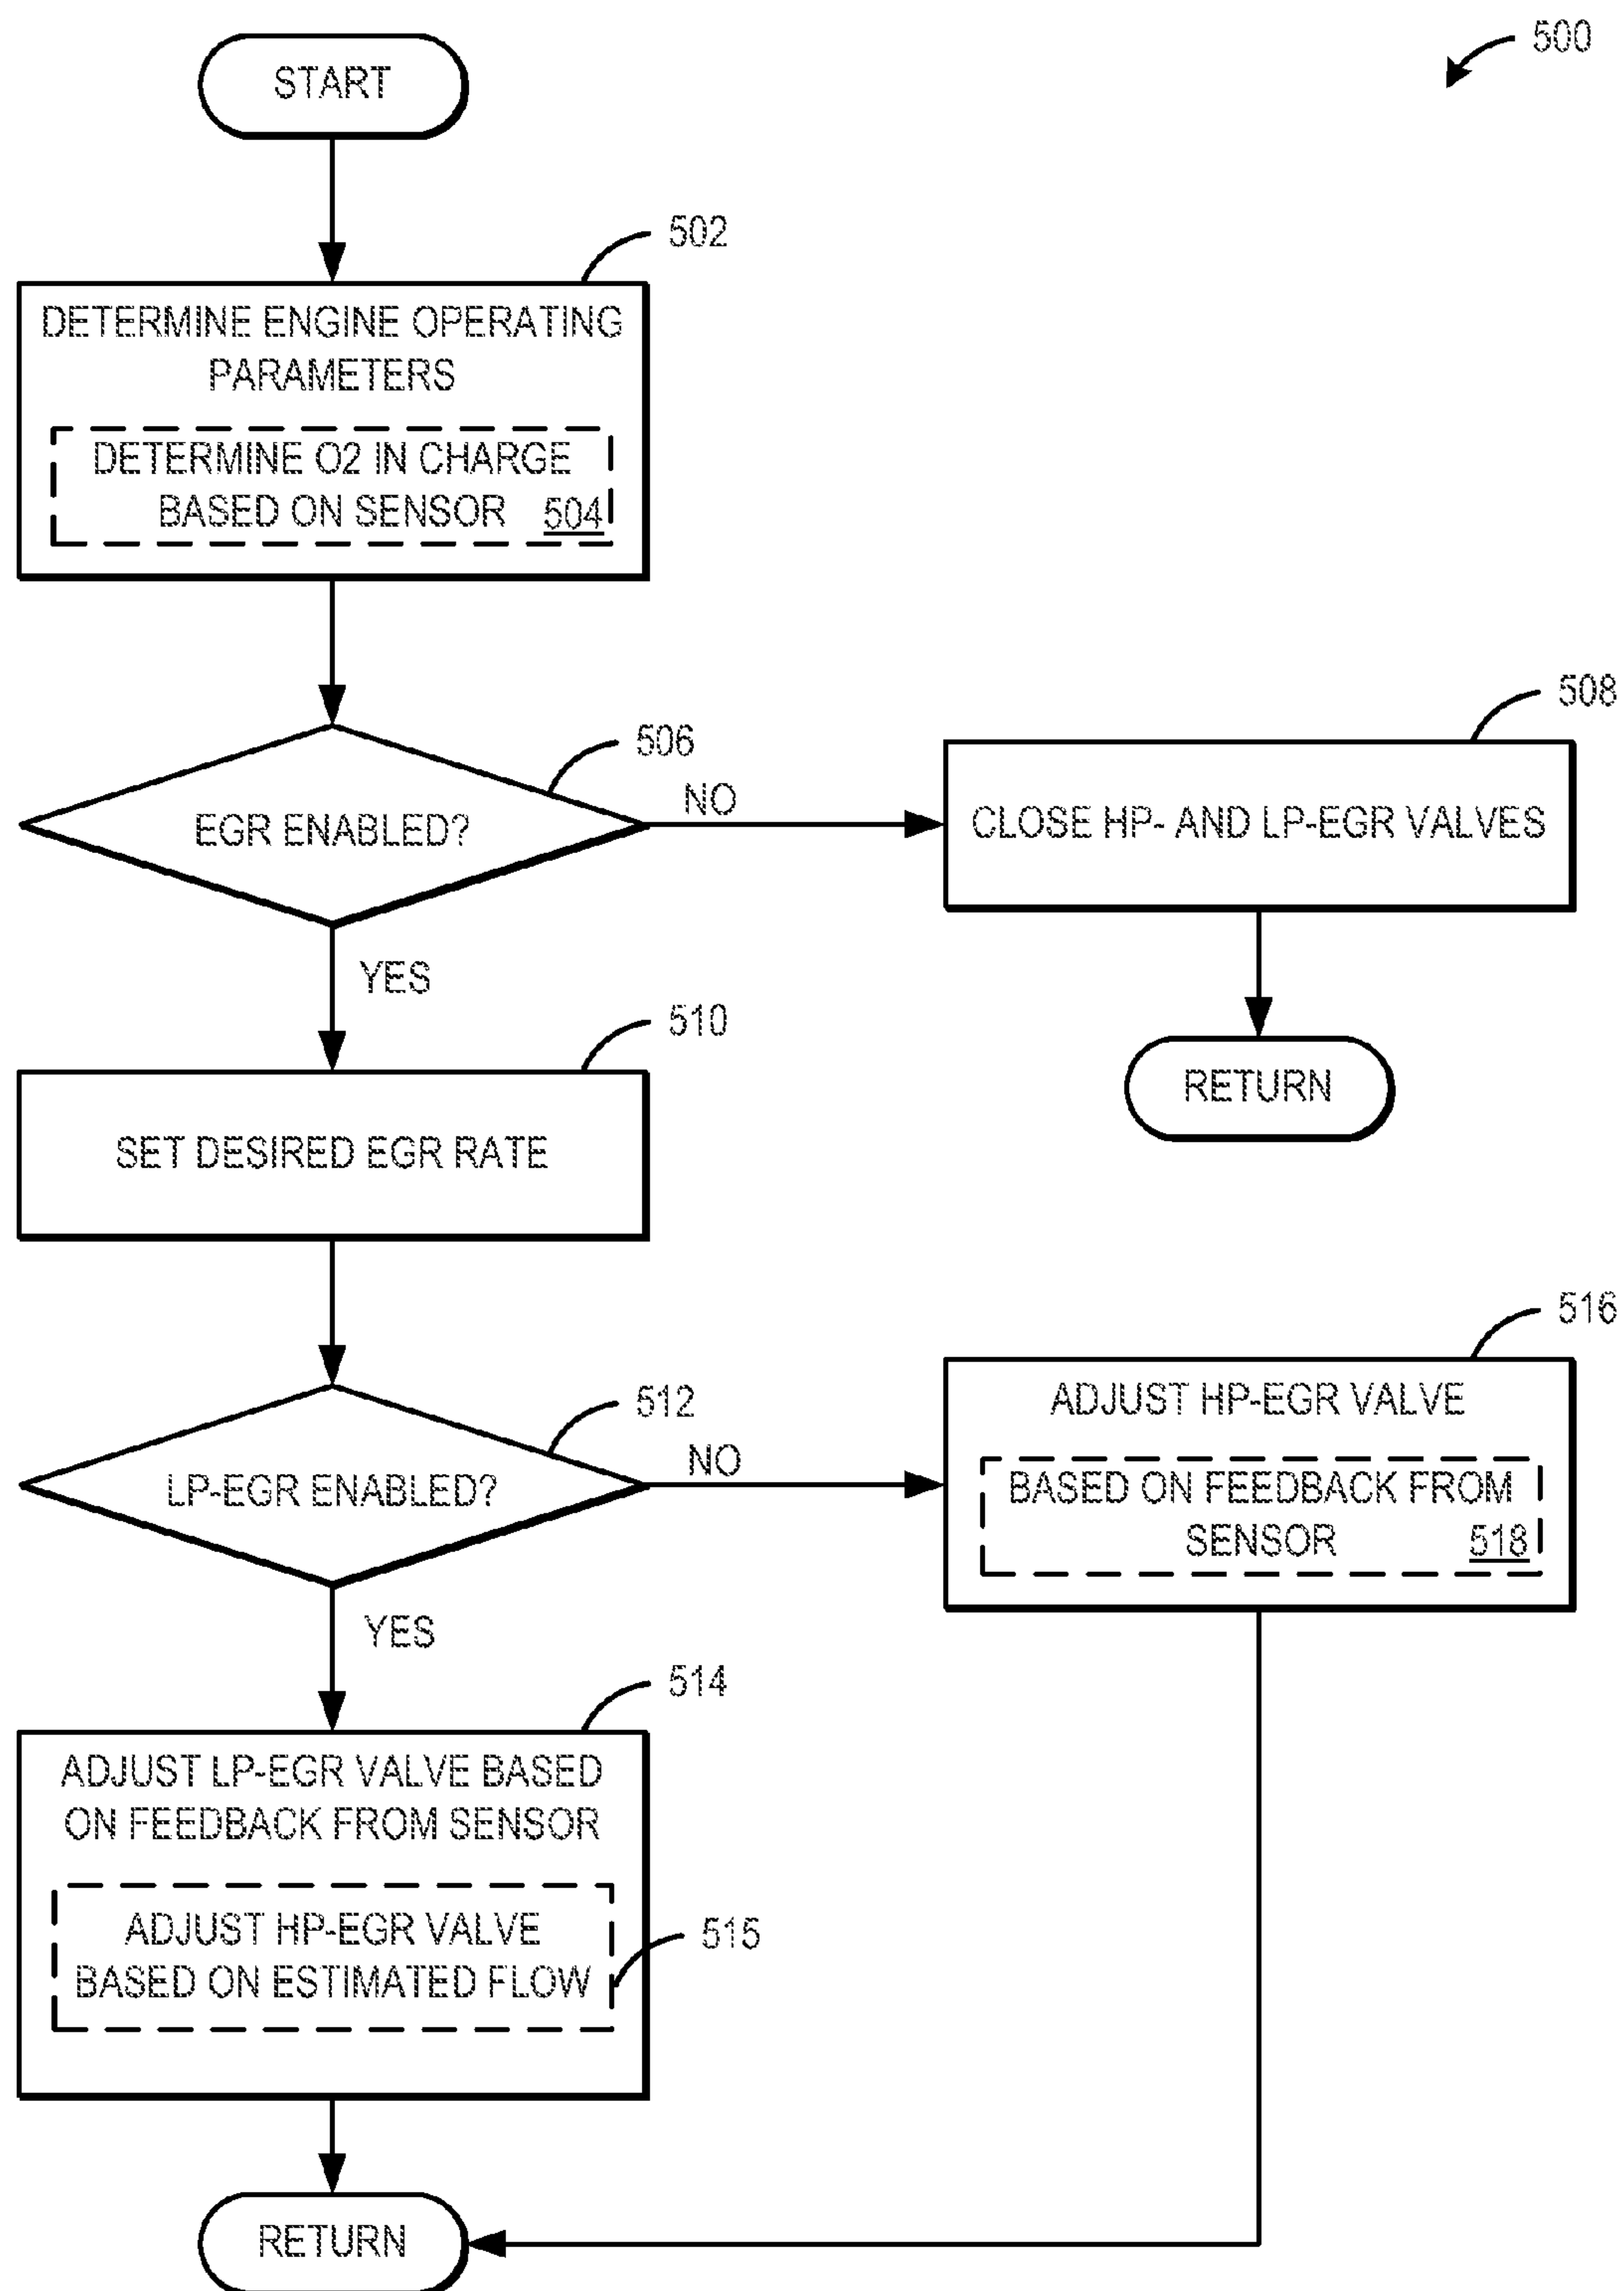 500
START
502
DETERMINE ENGINE OPERATING
PARAMETERS
DETERMINE O2 IN CHARGE
BASED ON SENSOR 504
506
EGR ENABLED?
NO
508
CLOSE HP- AND LP-EGR VALVES
RETURN
YES
510
SET DESIRED EGR RATE
512
LP-EGR ENABLED?
NO
516
ADJUST HP-EGR VALVE
BASED ON FEEDBACK FROM
SENSOR 518
YES
514
ADJUST LP-EGR VALVE BASED
ON FEEDBACK FROM SENSOR
ADJUST HP-EGR VALVE
BASED ON ESTIMATED FLOW
515
RETURN